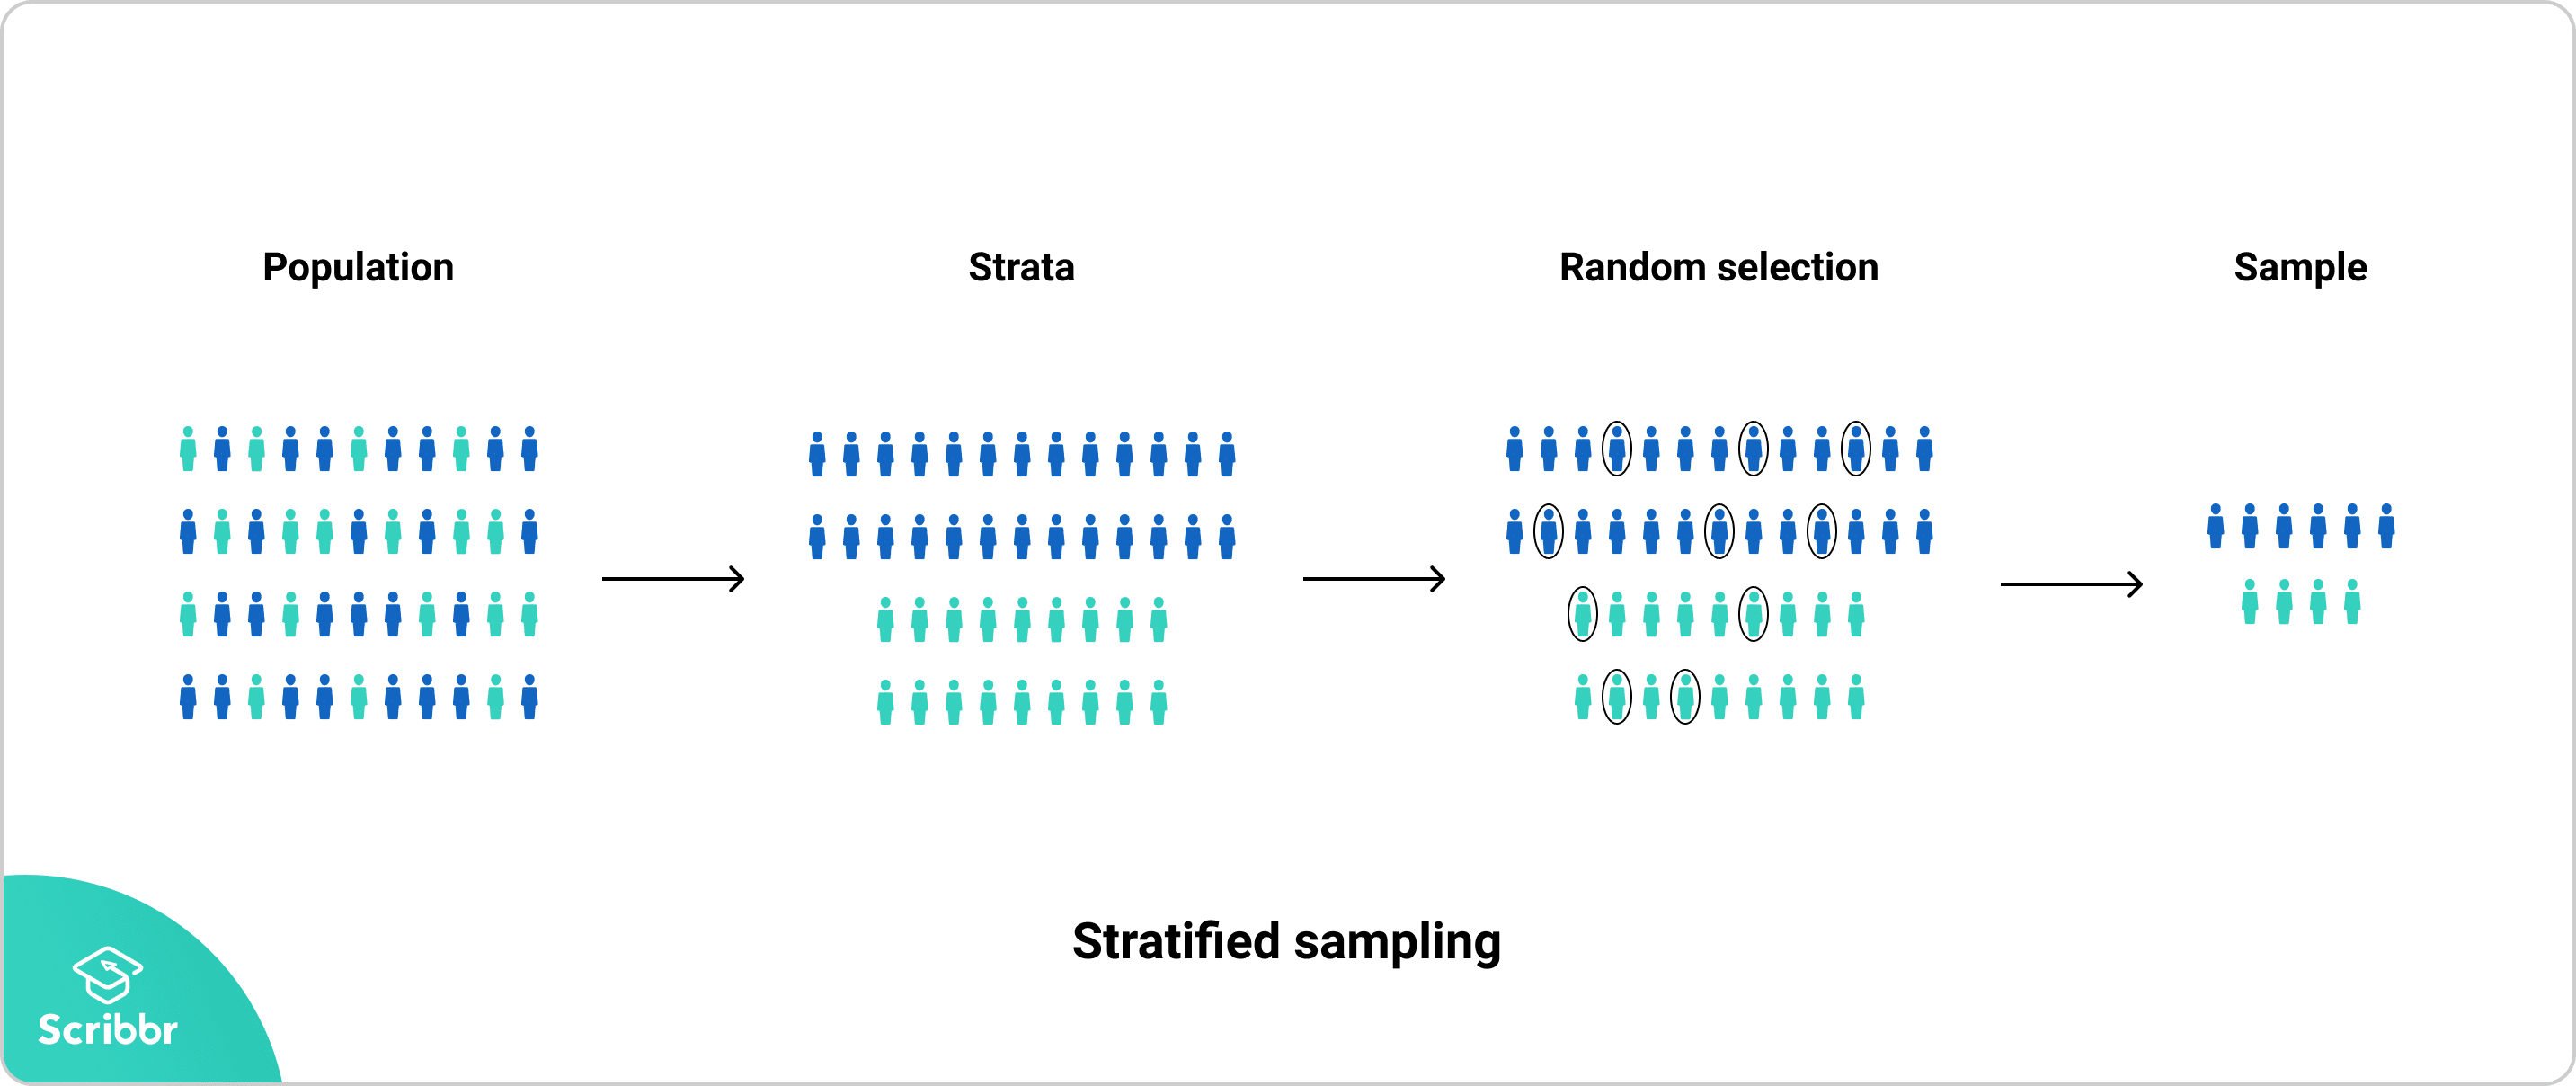 Population
Strata
Random selection
Sample
Stratified sampling
Scribbr